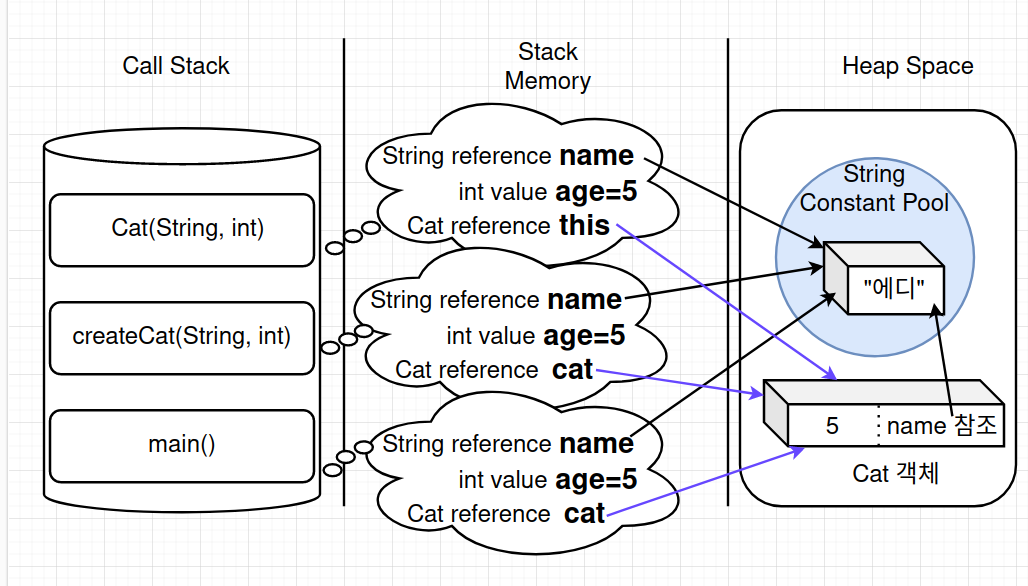 Call Stack
Stack
Memory
Heap Space
Cat(String, int)
createCat(String, int)
main()
String reference name
int value age=5
Cat reference this
String reference name
int value age=5
Cat reference cat
String reference name
int value age=5
Cat reference cat
String
Constant Pool
"에디"
5
name 참조
Cat 객체